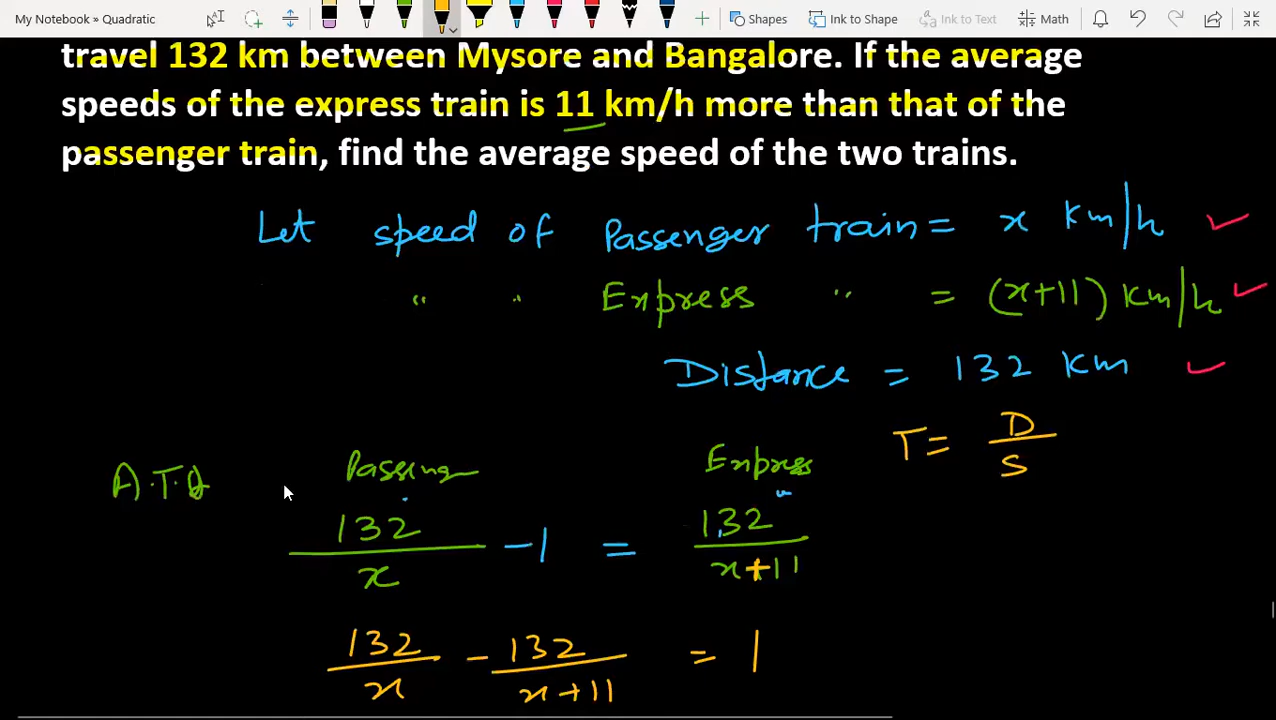 My Notebook » Quadratic
Shapes
Ink to Shape
Ink to Text
Math
travel 132 km between Mysore and Bangalore. If the average
speeds of the express train is 11 km/h more than that of the
passenger train, find the average speed of the two trains.
Let speed of Passenger train = x km/h ✓
" " Express " = (x+11) km/h ✓
Distance = 132 km ✓
T = D/S
A.T.Q Passing Express
132/x - 1 = 132/x+11
132/x - 132/x+11 = 1